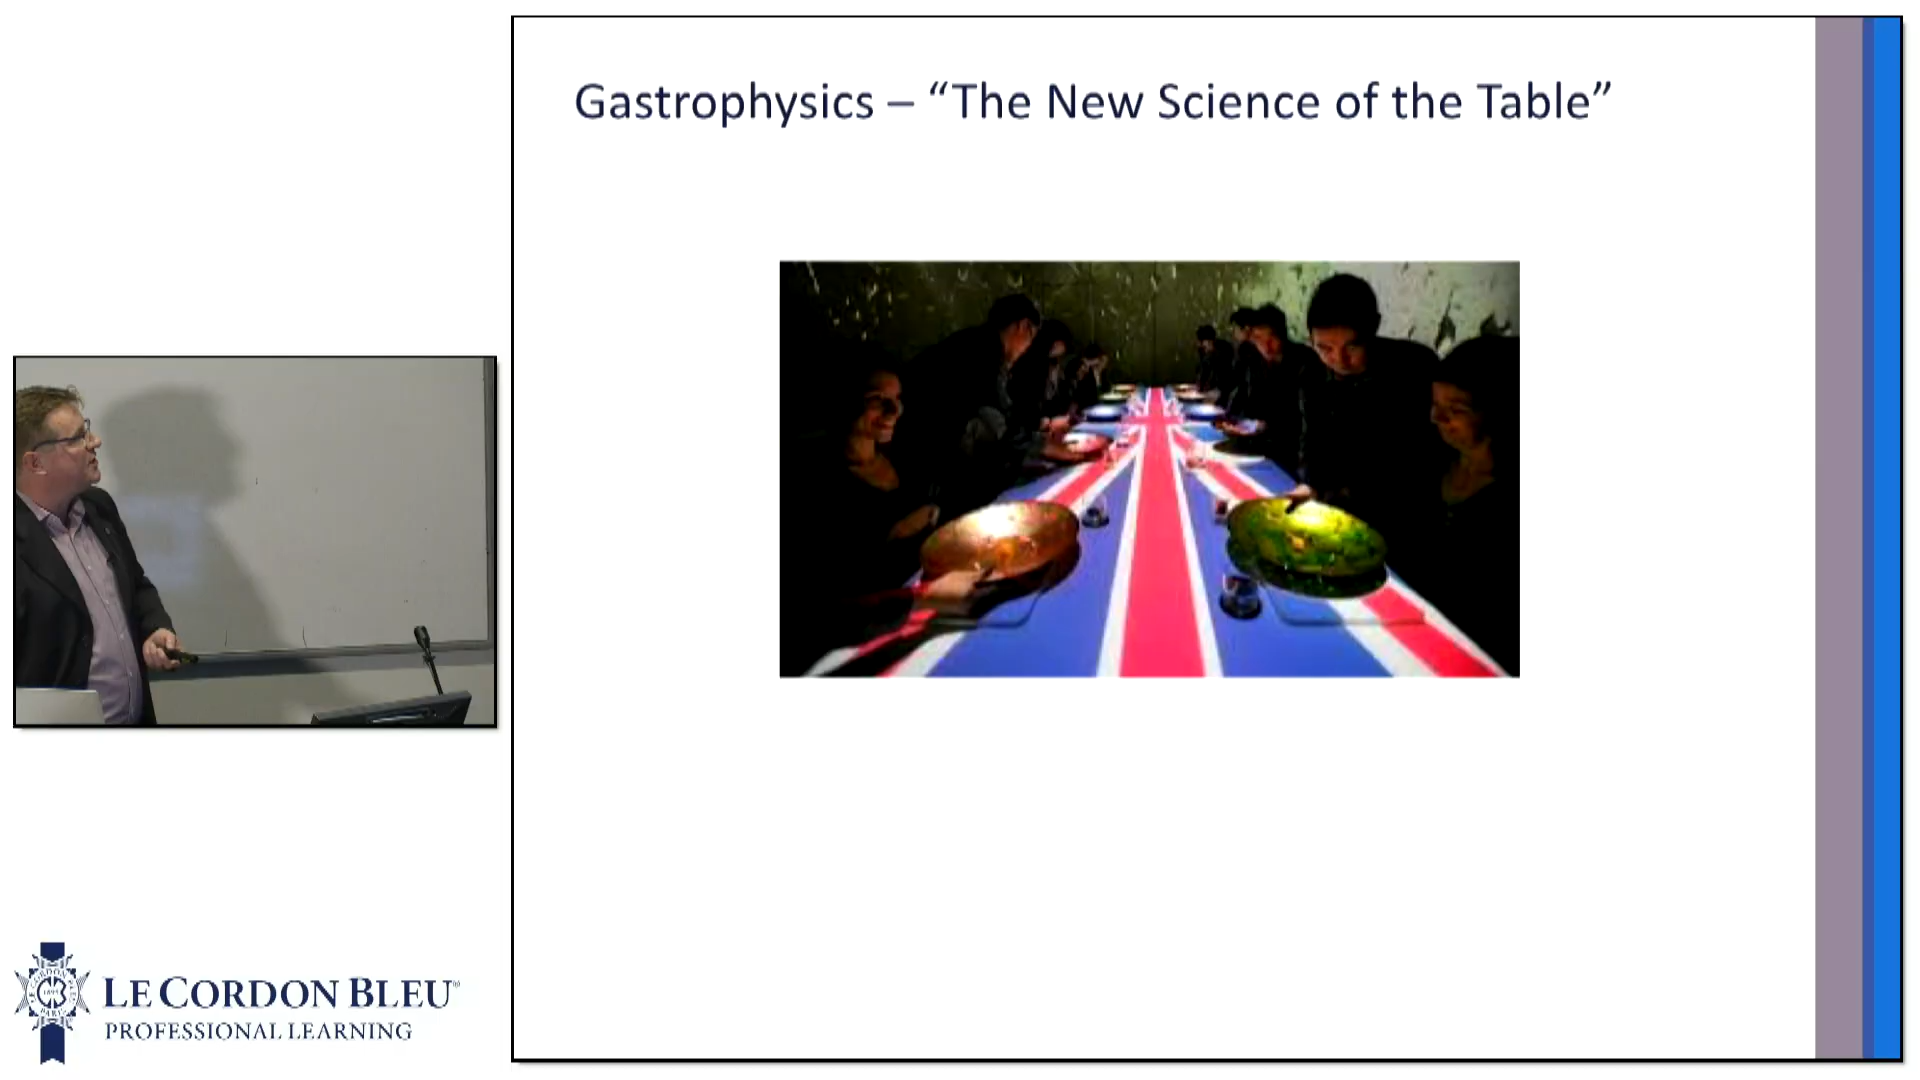 Gastrophysics – “The New Science of the Table”
LE CORDON BLEU®
PROFESSIONAL LEARNING